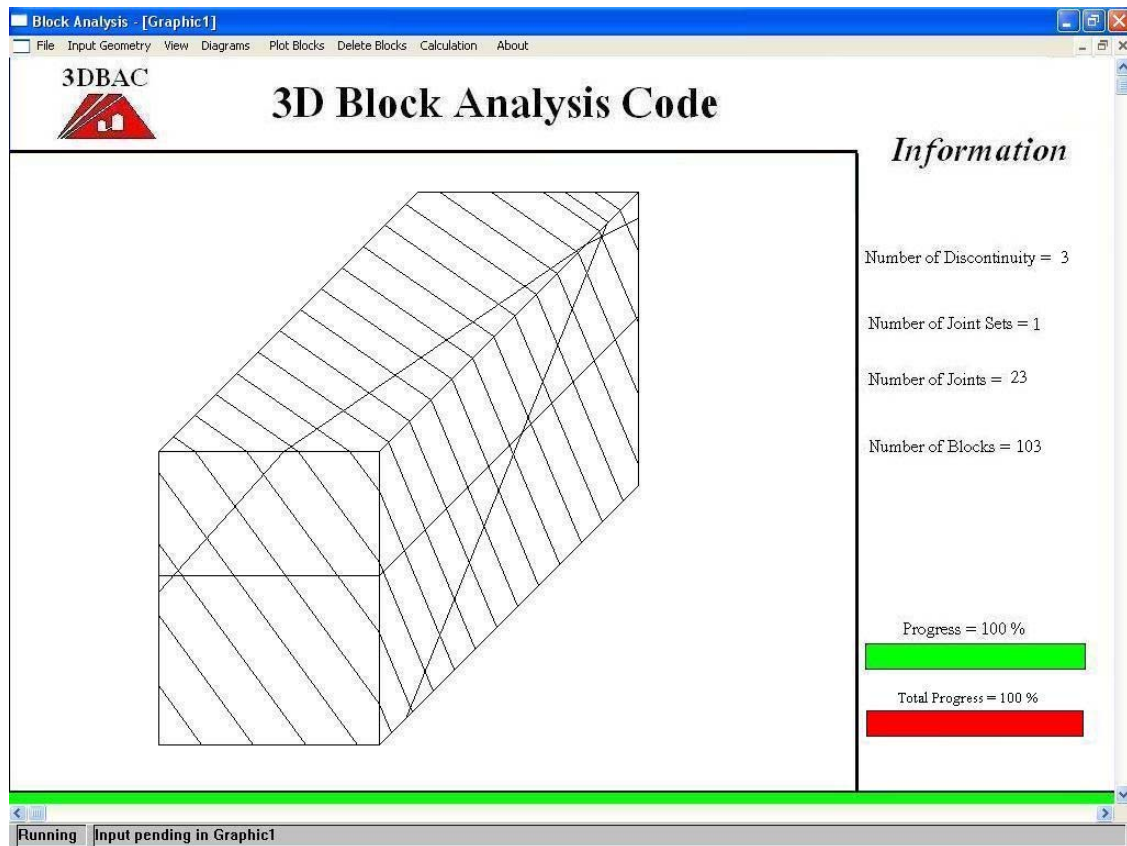 Block Analysis - [Graphic1]
File Input Geometry View Diagrams Plot Blocks Delete Blocks Calculation About
3DBAC
3D Block Analysis Code
Information
Number of Discontinuity = 3
Number of Joint Sets = 1
Number of Joints = 23
Number of Blocks = 103
Progress = 100 %
Total Progress = 100 %
Running Input pending in Graphic1